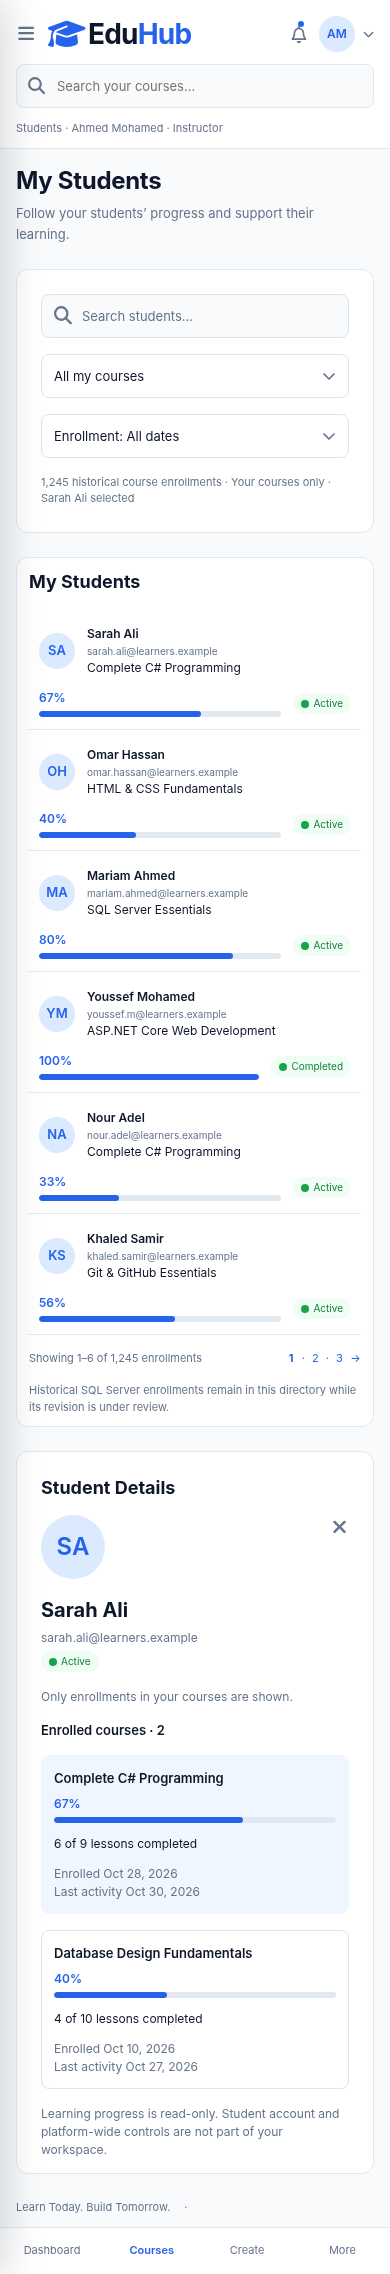 EduHub
AM
Search your courses...
Students · Ahmed Mohamed · Instructor
My Students
Follow your students’ progress and support their
learning.
Search students...
All my courses
Enrollment: All dates
1,245 historical course enrollments · Your courses only ·
Sarah Ali selected
My Students
SA
Sarah Ali
sarah.ali@learners.example
Complete C# Programming
67%
Active
OH
Omar Hassan
omar.hassan@learners.example
HTML & CSS Fundamentals
40%
Active
MA
Mariam Ahmed
mariam.ahmed@learners.example
SQL Server Essentials
80%
Active
YM
Youssef Mohamed
youssef.m@learners.example
ASP.NET Core Web Development
100%
Completed
NA
Nour Adel
nour.adel@learners.example
Complete C# Programming
33%
Active
KS
Khaled Samir
khaled.samir@learners.example
Git & GitHub Essentials
56%
Active
Showing 1–6 of 1,245 enrollments 1 · 2 · 3 →
Historical SQL Server enrollments remain in this directory while
its revision is under review.
Student Details
SA
Sarah Ali
sarah.ali@learners.example
Active
Only enrollments in your courses are shown.
Enrolled courses · 2
Complete C# Programming
67%
6 of 9 lessons completed
Enrolled Oct 28, 2026
Last activity Oct 30, 2026
Database Design Fundamentals
40%
4 of 10 lessons completed
Enrolled Oct 10, 2026
Last activity Oct 27, 2026
Learning progress is read-only. Student account and
platform-wide controls are not part of your
workspace.
Learn Today. Build Tomorrow. ·
Dashboard Courses Create More